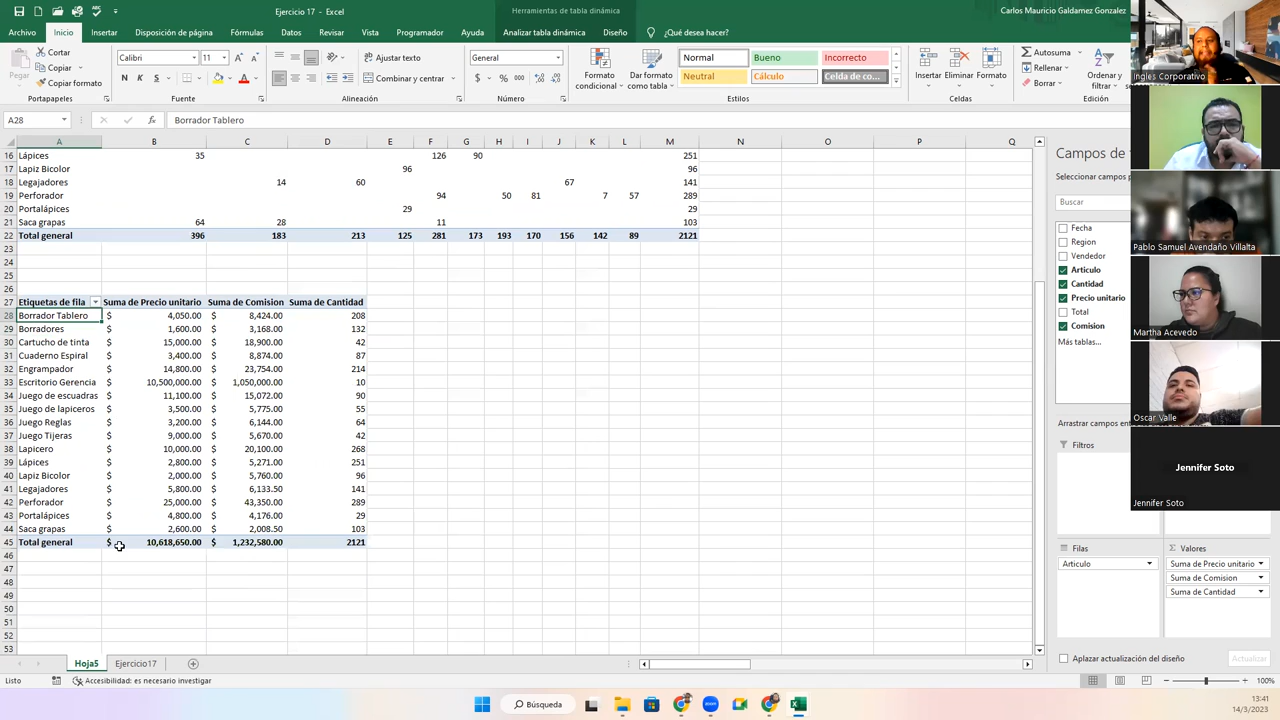 Ejercicio 17 - Excel
Herramientas de tabla dinámica
Carlos Mauricio Galdamez Gonzalez
Archivo Inicio Insertar Disposición de página Fórmulas Datos Revisar Vista Programador Ayuda Analizar tabla dinámica Diseño ¿Qué desea hacer?
Cortar
Copiar
Copiar formato
Pegar
Portapapeles
Calibri 11
N K S
Fuente
Ajustar texto
Combinar y centrar
Alineación
General
$ % 000
Número
Formato condicional
Dar formato como tabla
Normal Bueno Incorrecto
Neutral Cálculo Celda de co...
Estilos
Insertar Eliminar Formato
Celdas
Autosuma
Rellenar
Borrar
Ordenar y filtrar
Edición
A28 fx Borrador Tablero
A B C D E F G H I J K L M N O P Q
16 Lápices 35 126 90 251
17 Lapiz Bicolor 96 96
18 Legajadores 14 60 67 141
19 Perforador 94 50 81 7 57 289
20 Portalápices 29 29
21 Saca grapas 64 28 11 103
22 Total general 396 183 213 125 281 173 193 170 156 142 89 2121
23
24
25
26
27 Etiquetas de fila Suma de Precio unitario Suma de Comision Suma de Cantidad
28 Borrador Tablero $ 4,050.00 $ 8,424.00 208
29 Borradores $ 1,600.00 $ 3,168.00 132
30 Cartucho de tinta $ 15,000.00 $ 18,900.00 42
31 Cuaderno Espiral $ 3,400.00 $ 8,874.00 87
32 Engrampador $ 14,800.00 $ 23,754.00 214
33 Escritorio Gerencia $ 10,500,000.00 $ 1,050,000.00 10
34 Juego de escuadras $ 11,100.00 $ 15,072.00 90
35 Juego de lapiceros $ 3,500.00 $ 5,775.00 55
36 Juego Reglas $ 3,200.00 $ 6,144.00 64
37 Juego Tijeras $ 9,000.00 $ 5,670.00 42
38 Lapicero $ 10,000.00 $ 20,100.00 268
39 Lápices $ 2,800.00 $ 5,271.00 251
40 Lapiz Bicolor $ 2,000.00 $ 5,760.00 96
41 Legajadores $ 5,800.00 $ 6,133.50 141
42 Perforador $ 25,000.00 $ 43,350.00 289
43 Portalápices $ 4,800.00 $ 4,176.00 29
44 Saca grapas $ 2,600.00 $ 2,008.50 103
45 Total general $ 10,618,650.00 $ 1,232,580.00 2121
46
47
48
49
50
51
52
53
Campos de
Seleccionar campos
Buscar
Fecha
Region
Vendedor
Articulo
Cantidad
Precio unitario
Total
Comision
Más tablas...
Arrastrar campos
Filtros
Filas
Articulo
Σ Valores
Suma de Precio unitario
Suma de Comision
Suma de Cantidad
Aplazar actualización del diseño
Actualizar
Ingles Corporativo
Pablo Samuel Avendaño Villalta
Martha Acevedo
Oscar Valle
Jennifer Soto
Jennifer Soto
Hoja5 Ejercicio17
Listo Accesibilidad: es necesario investigar 100%
Búsqueda
zoom
13:41
14/3/2023